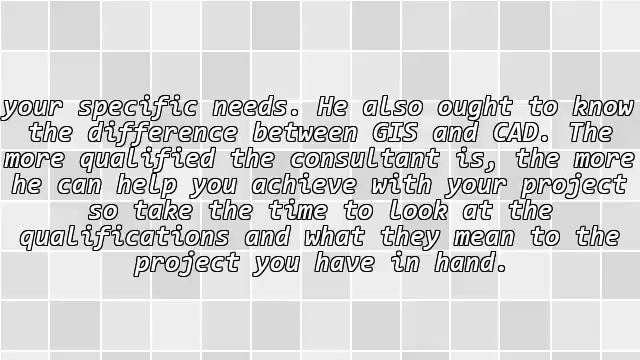 your specific needs. He also ought to know
the difference between GIS and CAD. The
more qualified the consultant is, the more
he can help you achieve with your project
so take the time to look at the
qualifications and what they mean to the
project you have in hand.